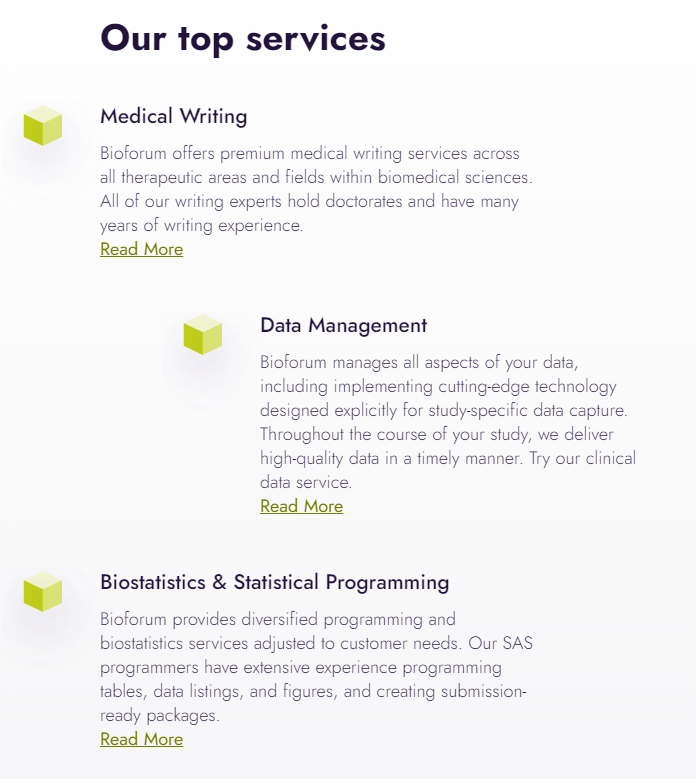 Our top services
Medical Writing
Bioforum offers premium medical writing services across
all therapeutic areas and fields within biomedical sciences.
All of our writing experts hold doctorates and have many
years of writing experience.
Read More
Data Management
Bioforum manages all aspects of your data,
including implementing cutting-edge technology
designed explicitly for study-specific data capture.
Throughout the course of your study, we deliver
high-quality data in a timely manner. Try our clinical
data service.
Read More
Biostatistics & Statistical Programming
Bioforum provides diversified programming and
biostatistics services adjusted to customer needs. Our SAS
programmers have extensive experience programming
tables, data listings, and figures, and creating submission-
ready packages.
Read More